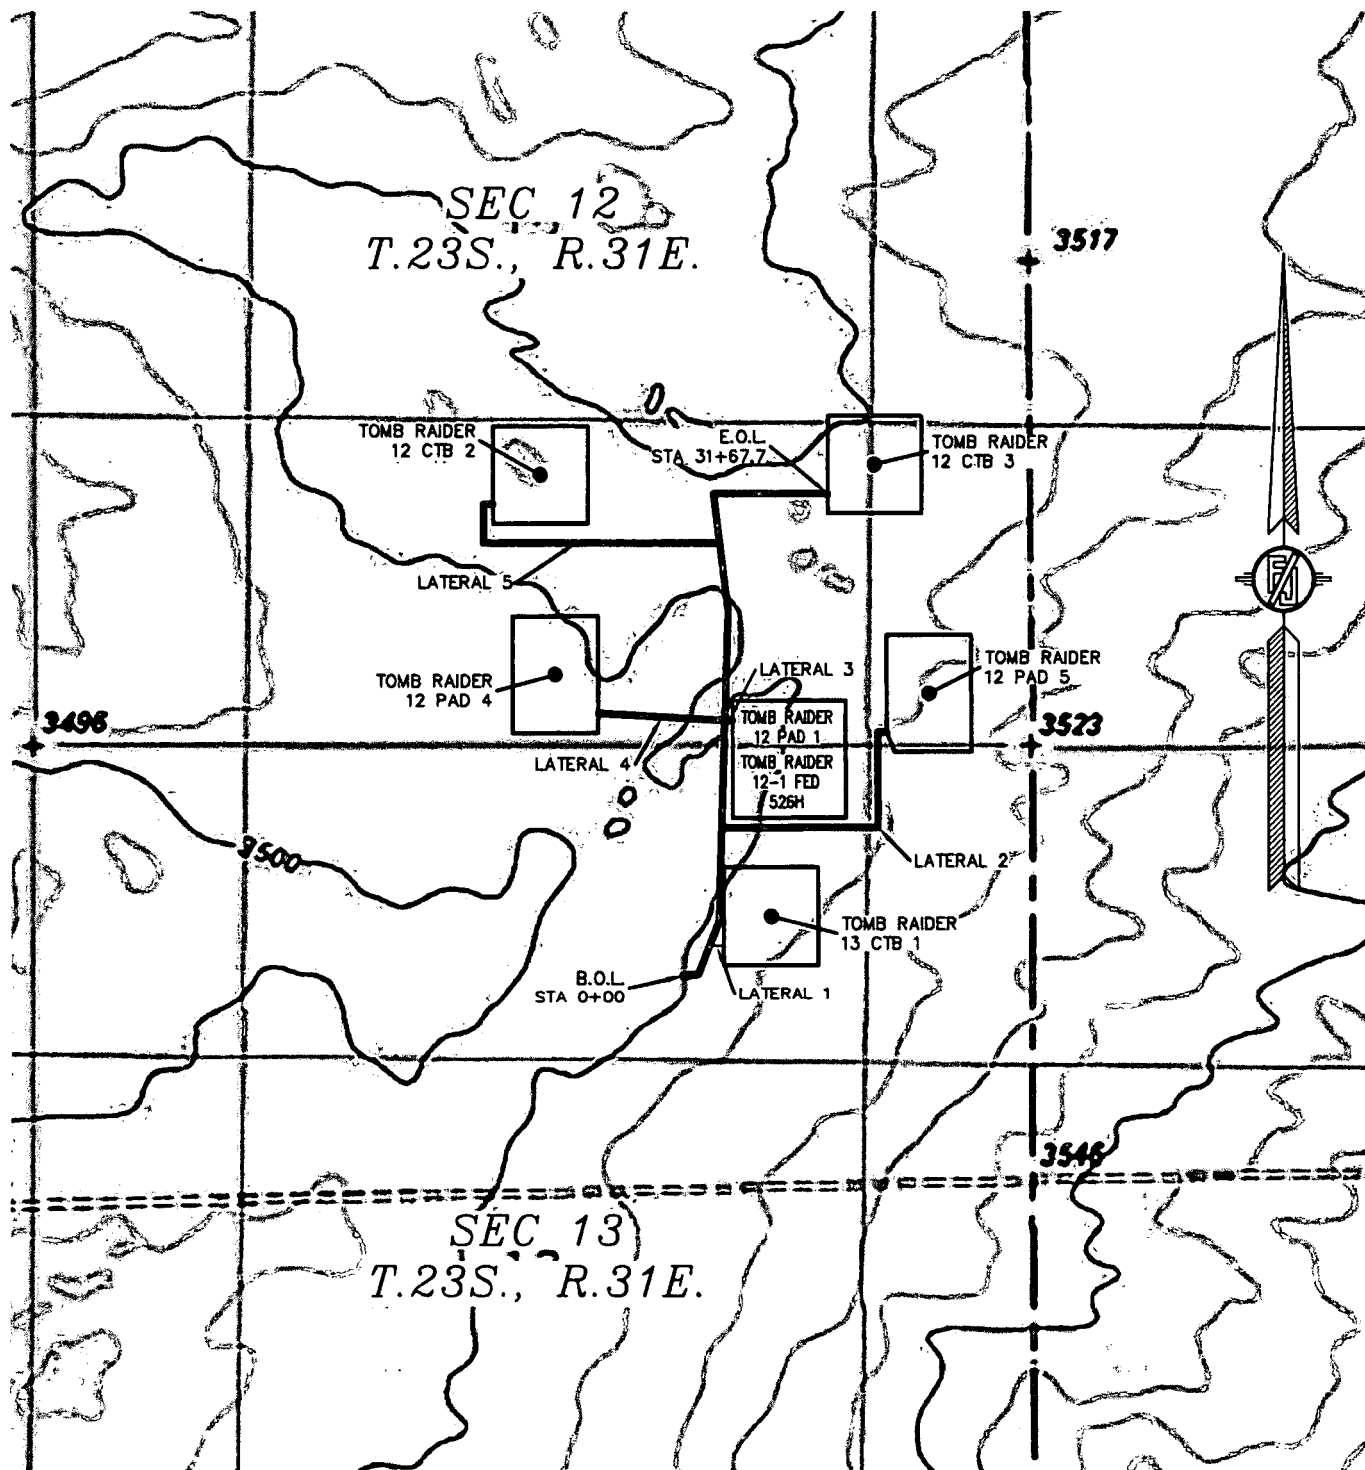 SEC 12
T.23S., R.31E.
3517
TOMB RAIDER
12 CTB 2
E.O.L.
STA 31+67.7
TOMB RAIDER
12 CTB 3
LATERAL 5
TOMB RAIDER
12 PAD 4
LATERAL 3
TOMB RAIDER
12 PAD 5
3496
TOMB RAIDER
12 PAD 1
TOMB RAIDER
12-1 FED
526H
3523
LATERAL 4
3500
LATERAL 2
TOMB RAIDER
13 CTB 1
B.O.L.
STA 0+00
LATERAL 1
3546
SEC 13
T.23S., R.31E.